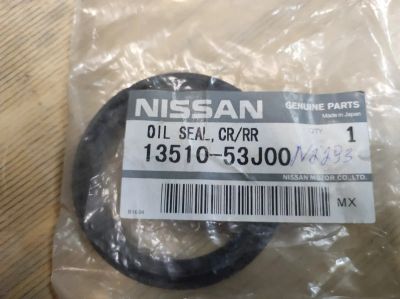 NISSAN
GENUINE PARTS
Made in Japan
OIL SEAL, CR/RR
QTY
1
13510-53J00
N2293
NISSAN MOTOR CO., LTD.
MX